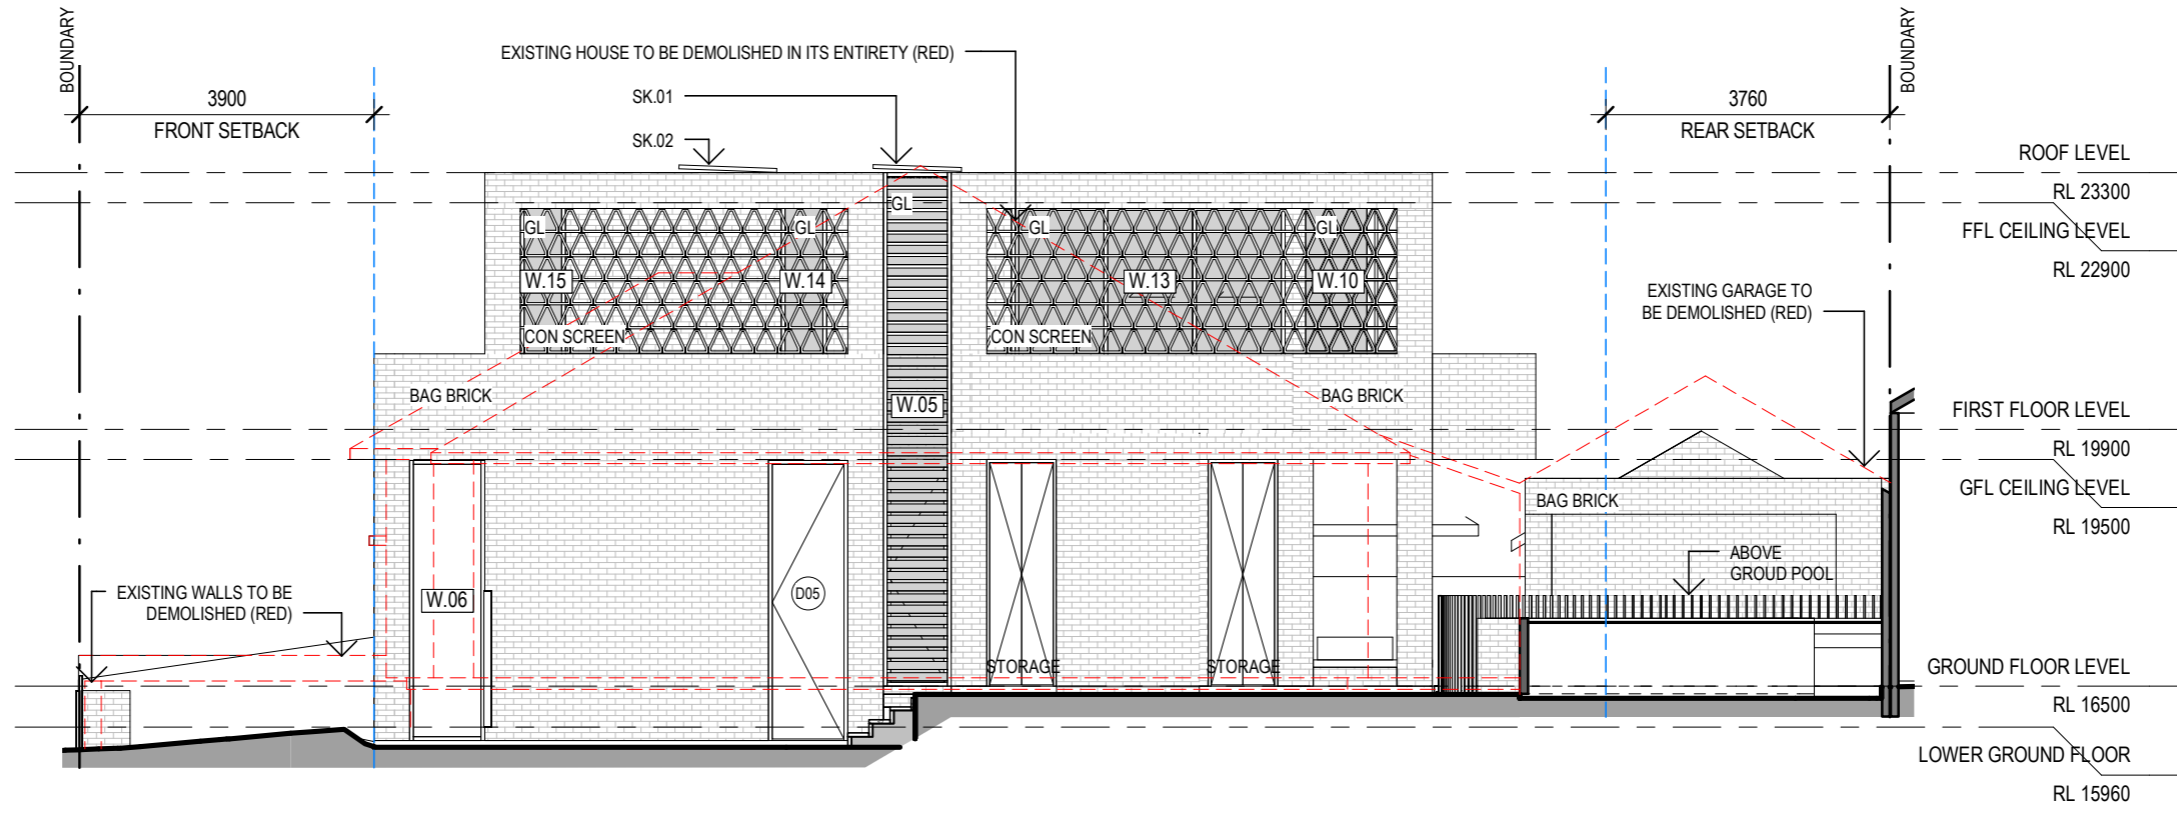 BOUNDARY
3900
FRONT SETBACK
EXISTING HOUSE TO BE DEMOLISHED IN ITS ENTIRETY (RED)
SK.01
SK.02
3760
REAR SETBACK
BOUNDARY
ROOF LEVEL
RL 23300
FFL CEILING LEVEL
RL 22900
GL
GL
GL
GL
GL
W.15
W.14
W.13
W.10
CON SCREEN
CON SCREEN
EXISTING GARAGE TO
BE DEMOLISHED (RED)
BAG BRICK
W.05
BAG BRICK
FIRST FLOOR LEVEL
RL 19900
GFL CEILING LEVEL
RL 19500
BAG BRICK
ABOVE
GROUD POOL
EXISTING WALLS TO BE
DEMOLISHED (RED)
W.06
D05
STORAGE
STORAGE
GROUND FLOOR LEVEL
RL 16500
LOWER GROUND FLOOR
RL 15960